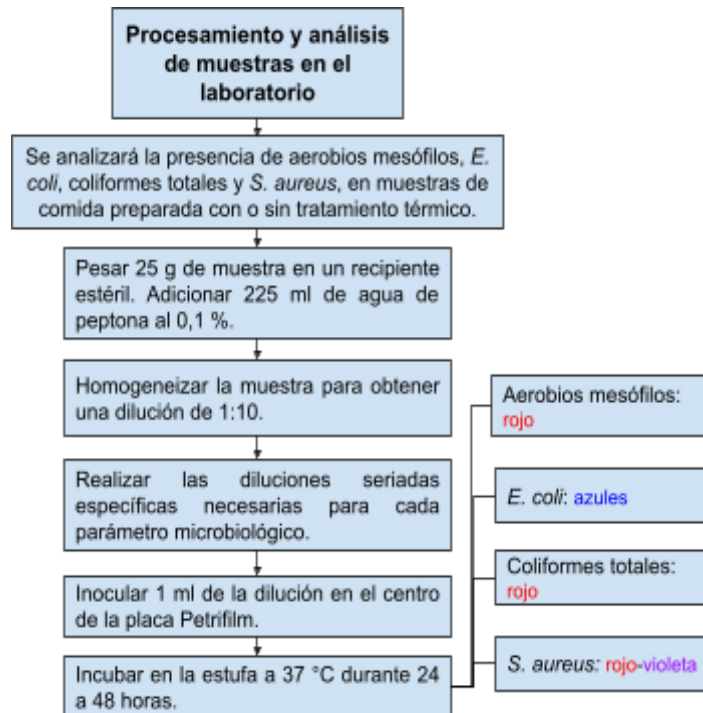 Procesamiento y análisis
de muestras en el
laboratorio
Se analizará la presencia de aerobios mesófilos, E.
coli, coliformes totales y S. aureus, en muestras de
comida preparada con o sin tratamiento térmico.
Pesar 25 g de muestra en un recipiente
estéril. Adicionar 225 ml de agua de
peptona al 0,1 %.
Homogeneizar la muestra para obtener
una dilución de 1:10.
Realizar las diluciones seriadas
específicas necesarias para cada
parámetro microbiológico.
Inocular 1 ml de la dilución en el centro
de la placa Petrifilm.
Incubar en la estufa a 37 °C durante 24
a 48 horas.
Aerobios mesófilos:
rojo
E. coli: azules
Coliformes totales:
rojo
S. aureus: rojo-violeta